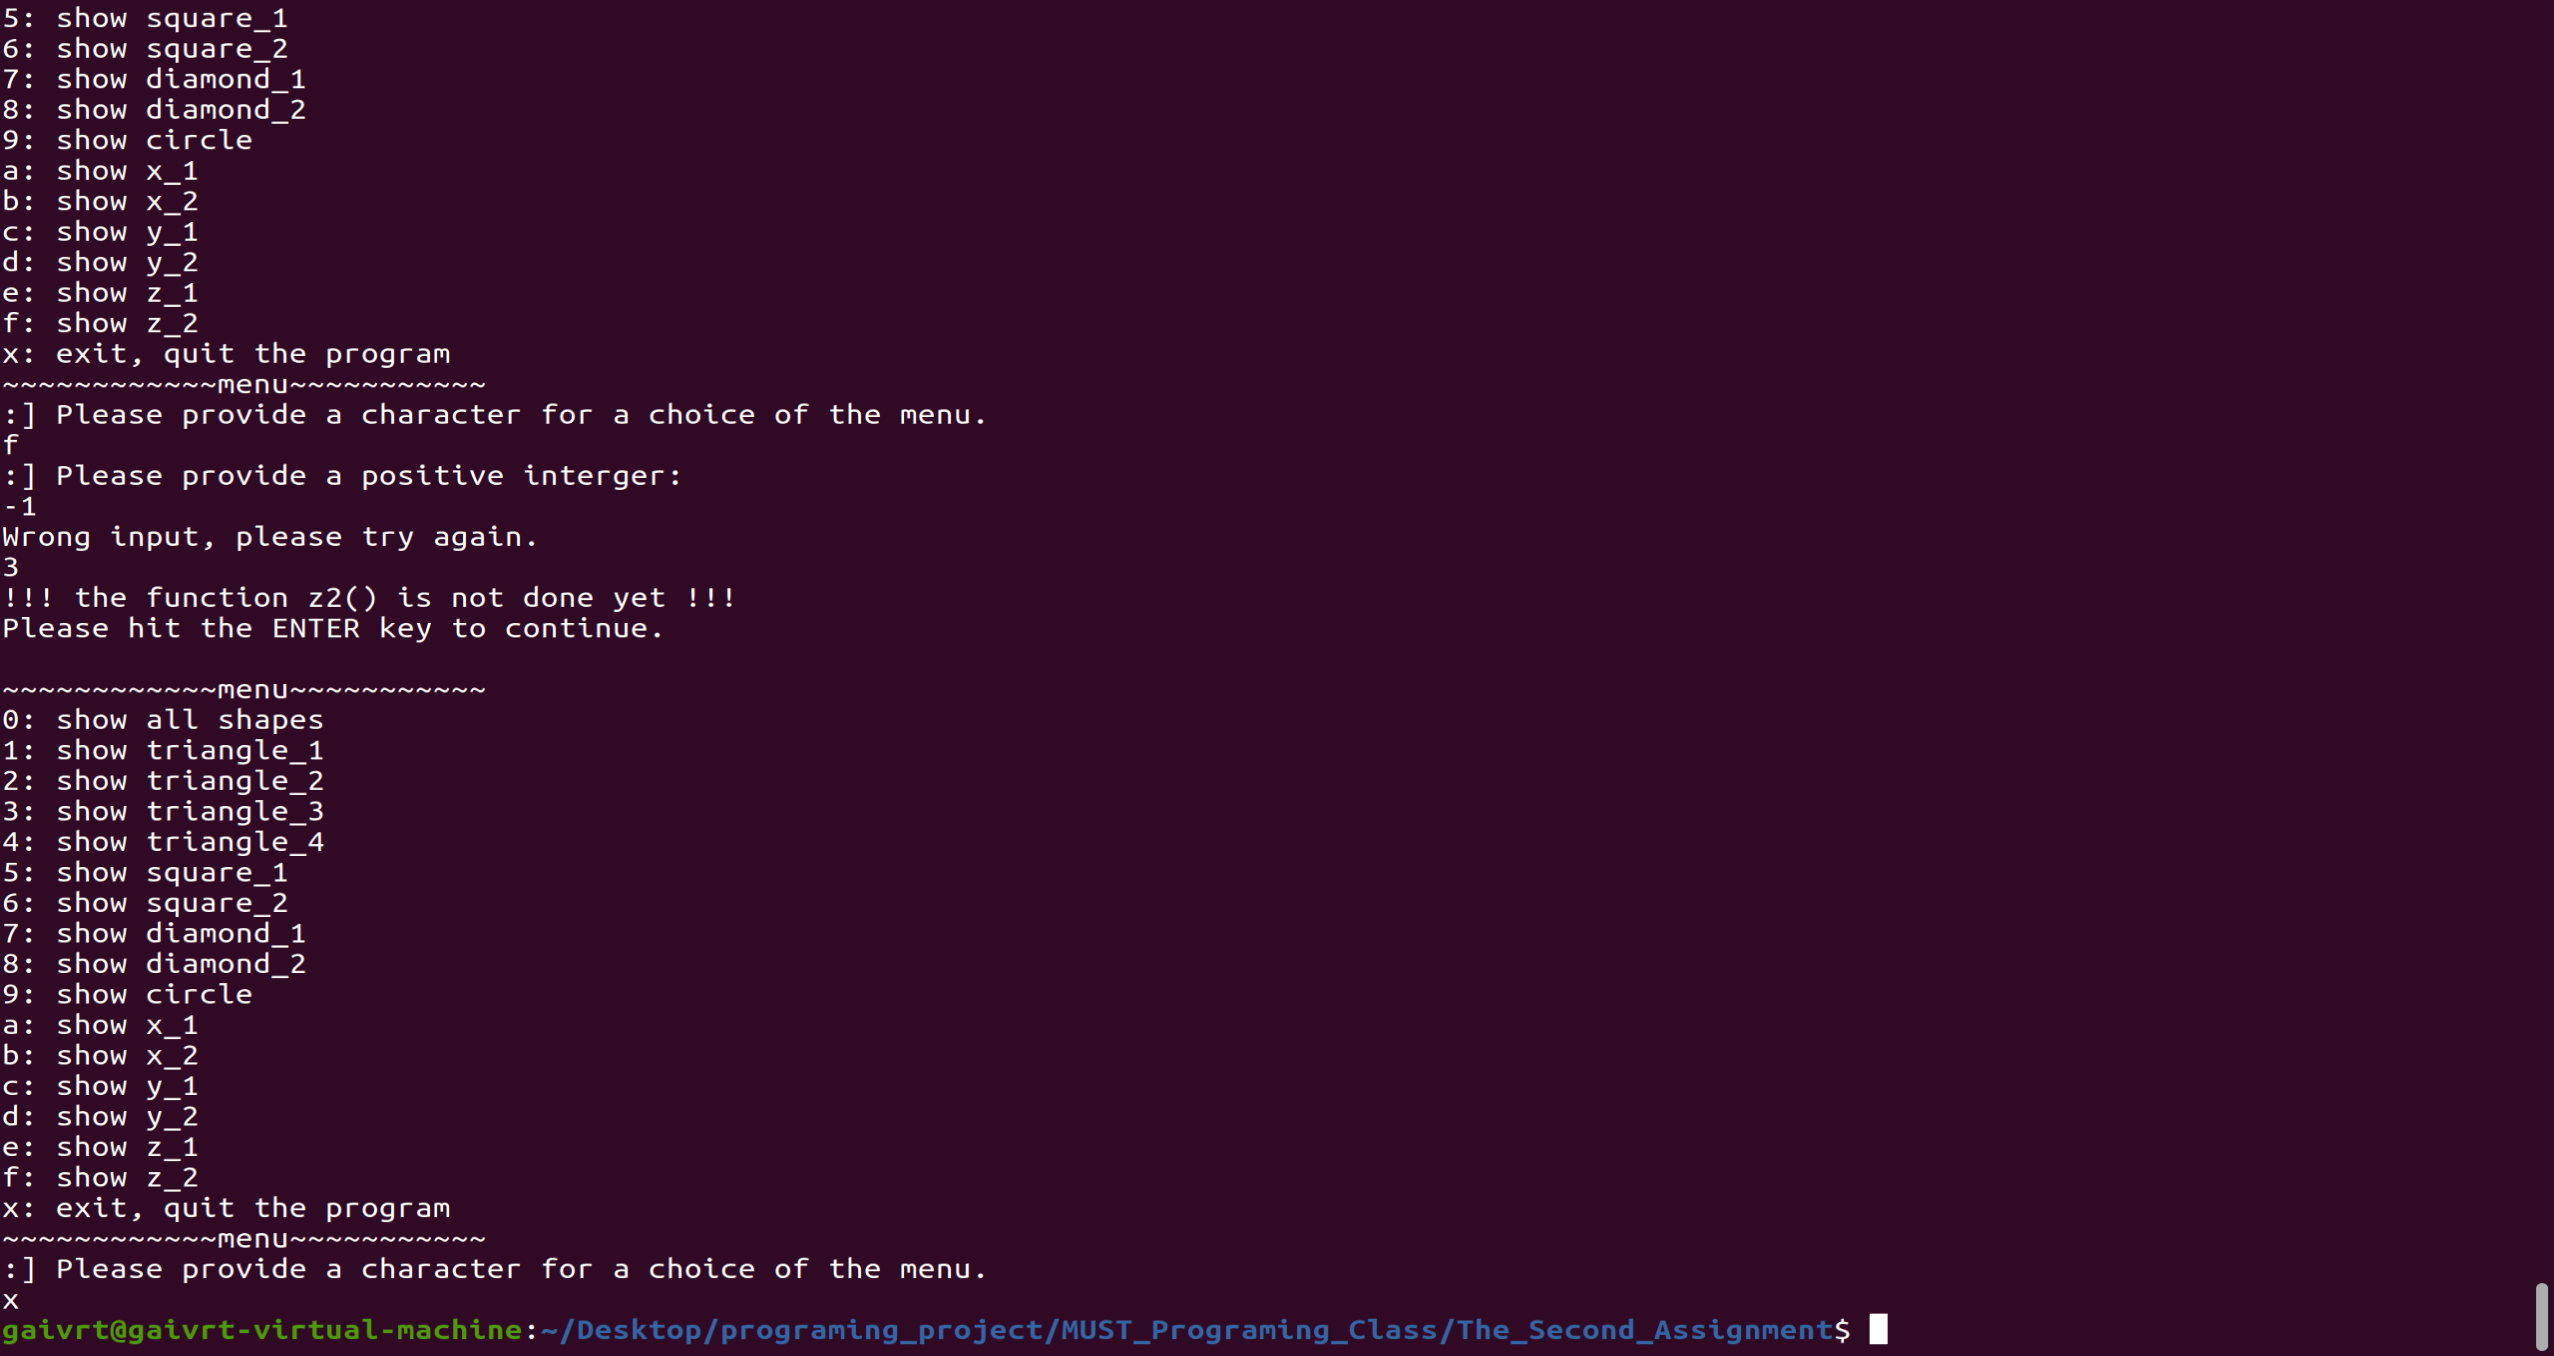 5: show square_1
6: show square_2
7: show diamond_1
8: show diamond_2
9: show circle
a: show x_1
b: show x_2
c: show y_1
d: show y_2
e: show z_1
f: show z_2
x: exit, quit the program
~~~~~~~~~~~~menu~~~~~~~~~~~
:] Please provide a character for a choice of the menu.
f
:] Please provide a positive interger:
-1
Wrong input, please try again.
3
!!! the function z2() is not done yet !!!
Please hit the ENTER key to continue.

~~~~~~~~~~~~menu~~~~~~~~~~~
0: show all shapes
1: show triangle_1
2: show triangle_2
3: show triangle_3
4: show triangle_4
5: show square_1
6: show square_2
7: show diamond_1
8: show diamond_2
9: show circle
a: show x_1
b: show x_2
c: show y_1
d: show y_2
e: show z_1
f: show z_2
x: exit, quit the program
~~~~~~~~~~~~menu~~~~~~~~~~~
:] Please provide a character for a choice of the menu.
x
gaivrt@gaivrt-virtual-machine:~/Desktop/programing_project/MUST_Programing_Class/The_Second_Assignment$